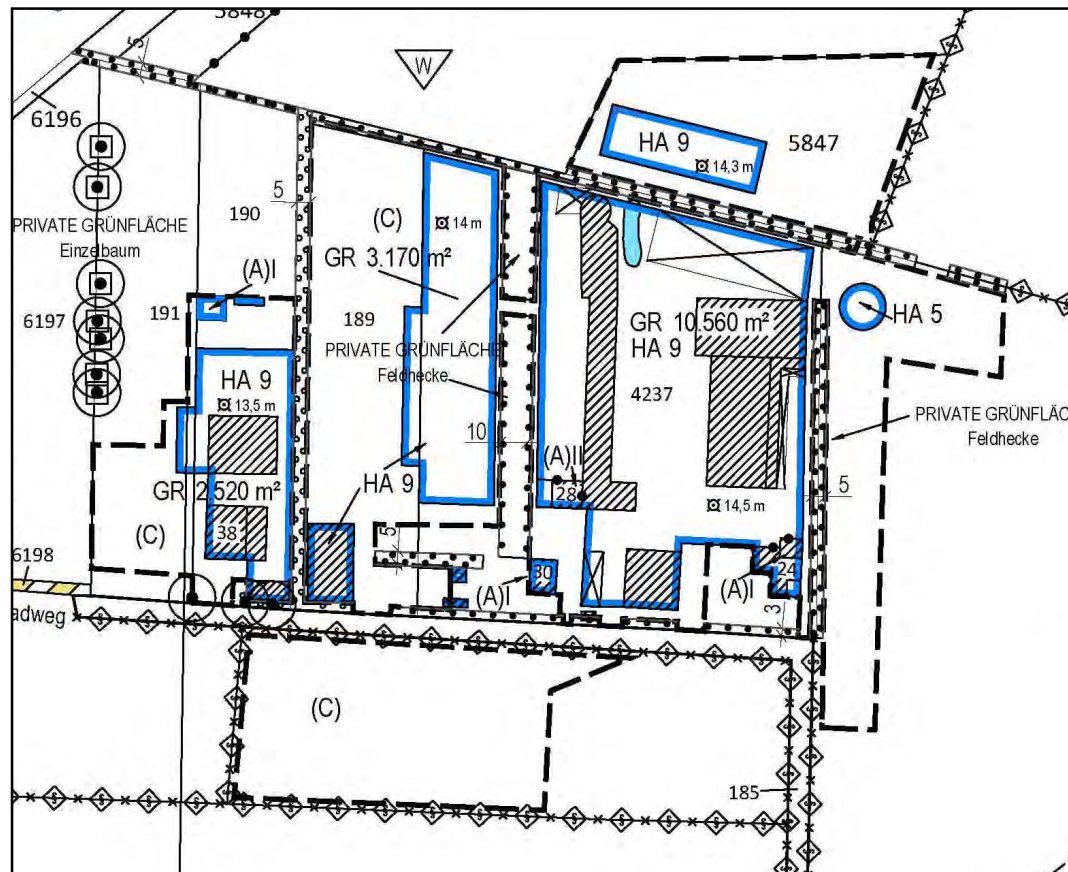 5848
5
W
6196
HA 9
5847
14,3 m
5
190
(C)
14 m
PRIVATE GRÜNFLÄCHE
Einzelbaum
GR 3.170 m²
(A)I
HA 5
6197
191
189
GR 10.560 m²
HA 9
PRIVATE GRÜNFLÄCHE
Feldhecke
4237
HA 9
13,5 m
PRIVATE GRÜNFLÄC
Feldhecke
10
(A)II
28
HA 9
5
GR 2.520 m²
14,5 m
(C)
38
5
6198
30
(A)I
24
(A)I
3
adweg
(C)
185